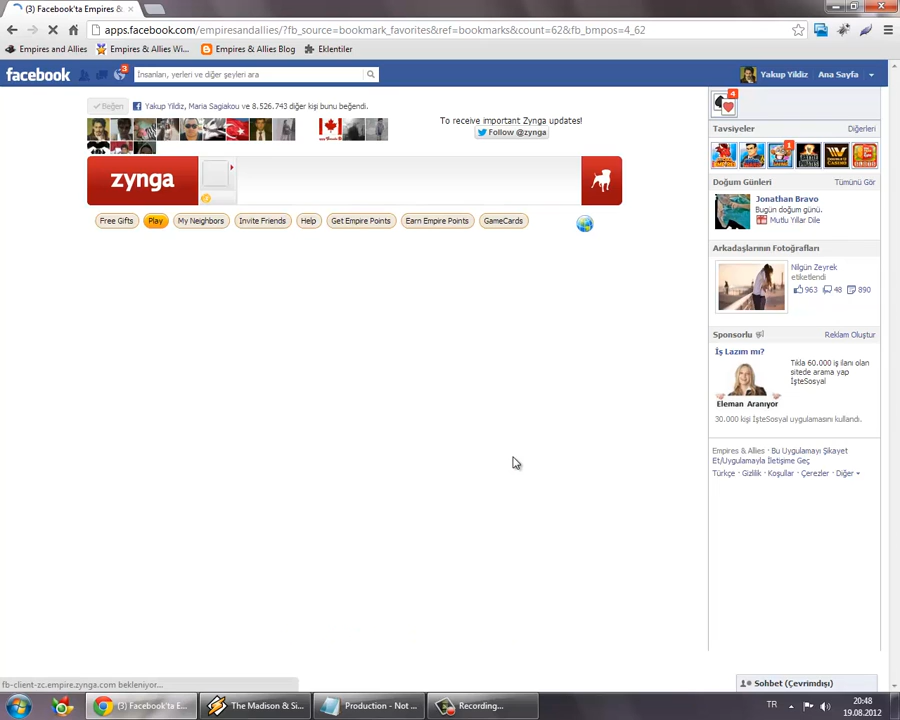 (3) Facebook'ta Empires &
apps.facebook.com/empiresandallies/?fb_source=bookmark_favorites&ref=bookmarks&count=62&fb_bmpos=4_62
Empires and Allies
Empires & Allies Wi...
Empires & Allies Blog
Eklentiler
facebook
3
İnsanları, yerleri ve diğer şeyleri ara
Yakup Yildiz
Ana Sayfa
Beğen
Yakup Yildiz, Maria Sagiakou ve 8.526.743 diğer kişi bunu beğendi.
To receive important Zynga updates!
Follow @zynga
zynga
Free Gifts
Play
My Neighbors
Invite Friends
Help
Get Empire Points
Earn Empire Points
GameCards
4
Tavsiyeler
Diğerleri
1
Doğum Günleri
Tümünü Gör
Jonathan Bravo
Bugün doğum günü.
Mutlu Yıllar Dile
Arkadaşlarının Fotoğrafları
Nilgün Zeyrek
etiketlendi
963
48
890
Sponsorlu
Reklam Oluştur
İş Lazım mı?
Tıkla 60.000 iş ilanı olan
sitede arama yap
İşteSosyal
Eleman Aranıyor
30.000 kişi İşteSosyal uygulamasını kullandı.
Empires & Allies · Bu Uygulamayı Şikayet
Et/Uygulamayla İletişime Geç
Türkçe · Gizlilik · Koşullar · Çerezler · Diğer
Sohbet (Çevrimdışı)
fb-client-zc.empire.zynga.com bekleniyor...
(3) Facebook'ta E...
The Madison & Si...
Production - Not ...
Recording...
TR
20:48
19.08.2012